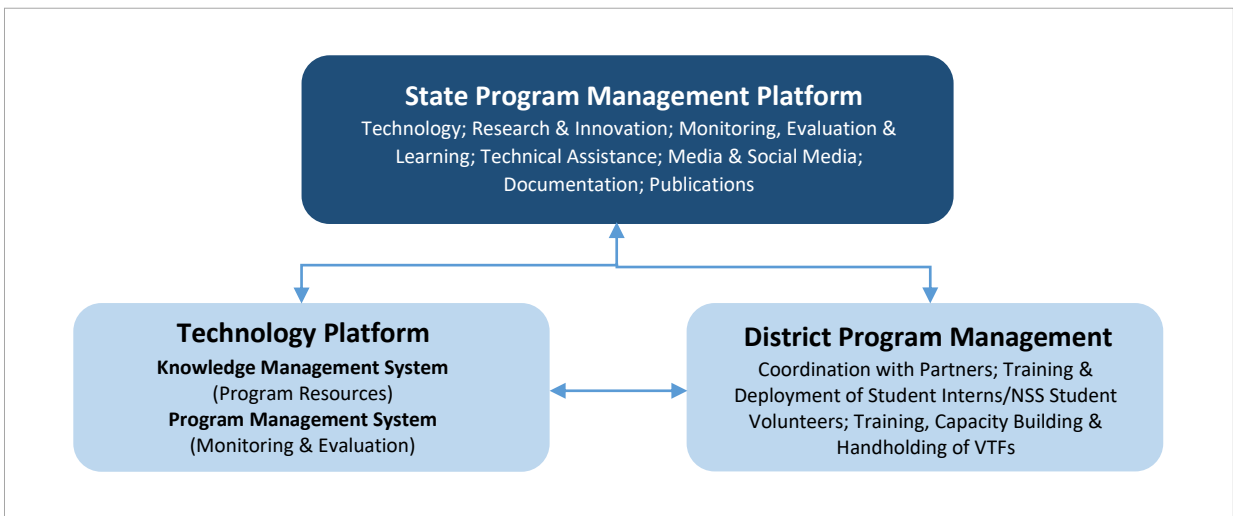 State Program Management Platform
Technology; Research & Innovation; Monitoring, Evaluation &
Learning; Technical Assistance; Media & Social Media;
Documentation; Publications
Technology Platform
Knowledge Management System
(Program Resources)
Program Management System
(Monitoring & Evaluation)
District Program Management
Coordination with Partners; Training &
Deployment of Student Interns/NSS Student
Volunteers; Training, Capacity Building &
Handholding of VTFs